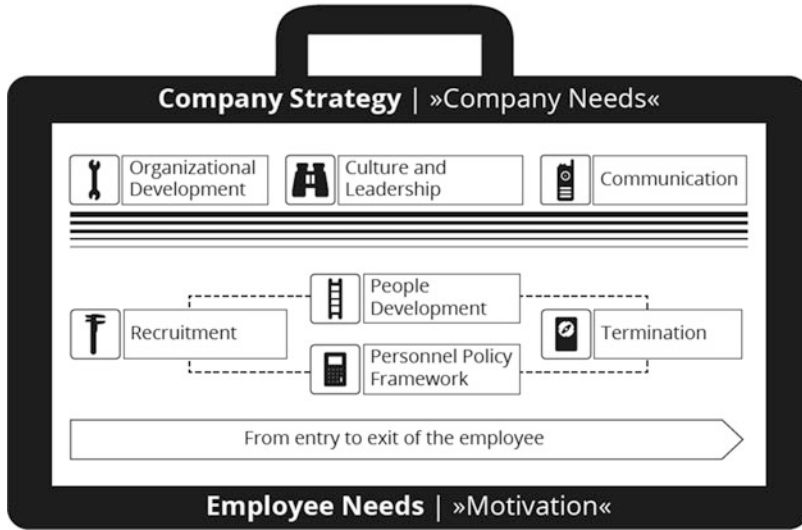 Company Strategy | »Company Needs«
Organizational
Development
Culture and
Leadership
Communication
People
Development
Recruitment
Termination
Personnel Policy
Framework
From entry to exit of the employee
Employee Needs | »Motivation«